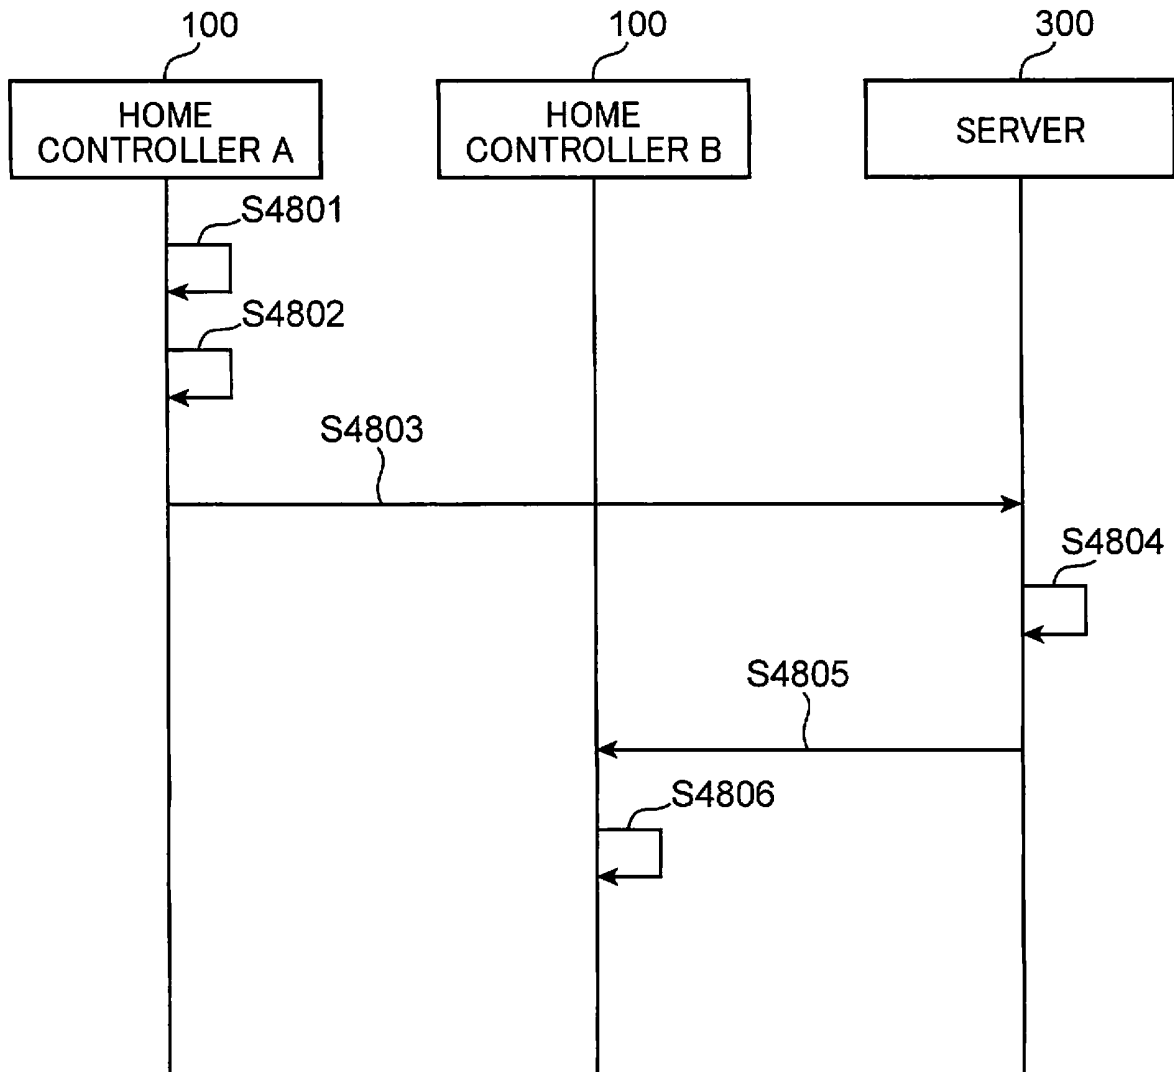 100
100
300
HOME
CONTROLLER A
HOME
CONTROLLER B
SERVER
S4801
S4802
S4803
S4804
S4805
S4806